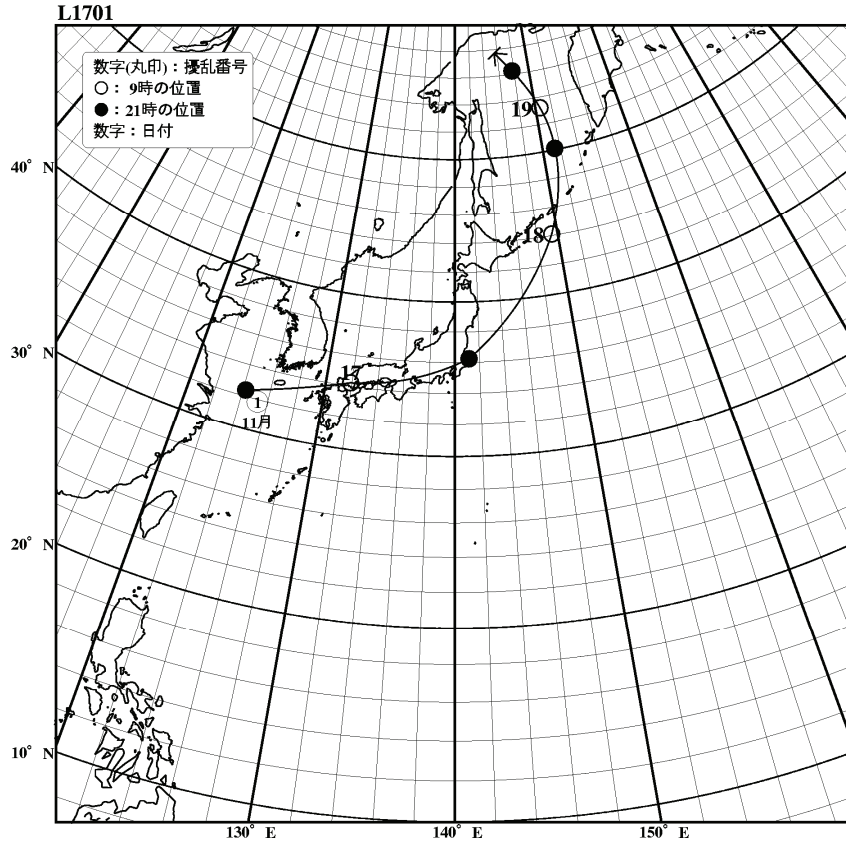 L1701
数字(丸印)：擾乱番号
○： 9時の位置
●：21時の位置
数字：日付
40° N
30° N
20° N
10° N
19
18
17
1
11月
130° E
140° E
150° E